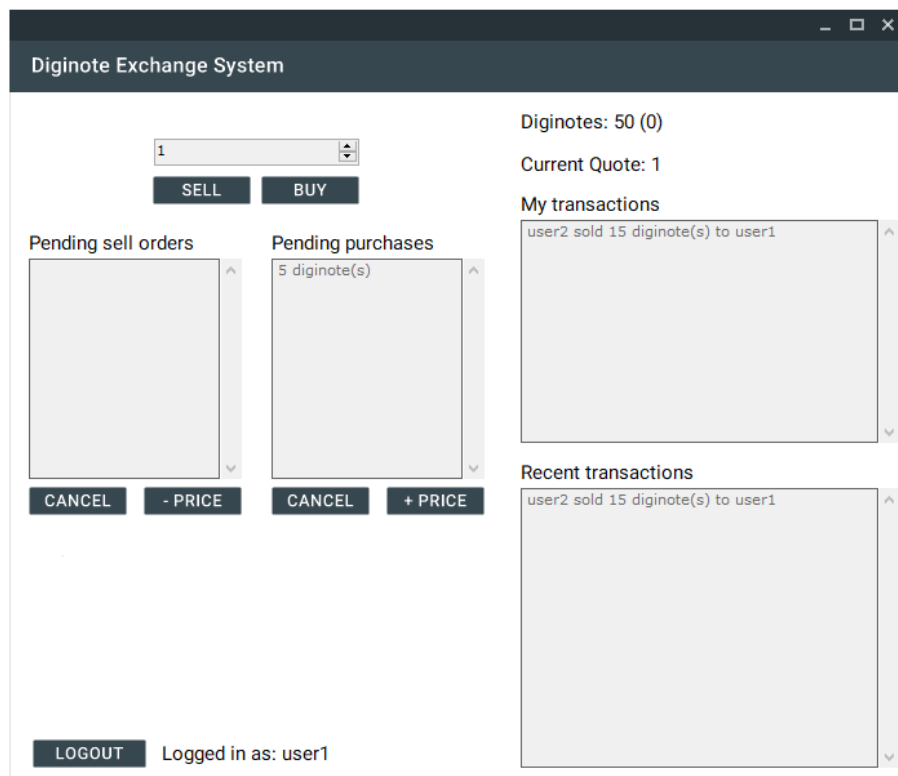 Diginote Exchange System
1
SELL BUY
Pending sell orders
Pending purchases
5 diginote(s)
CANCEL - PRICE
CANCEL + PRICE
Diginotes: 50 (0)
Current Quote: 1
My transactions
user2 sold 15 diginote(s) to user1
Recent transactions
user2 sold 15 diginote(s) to user1
LOGOUT Logged in as: user1